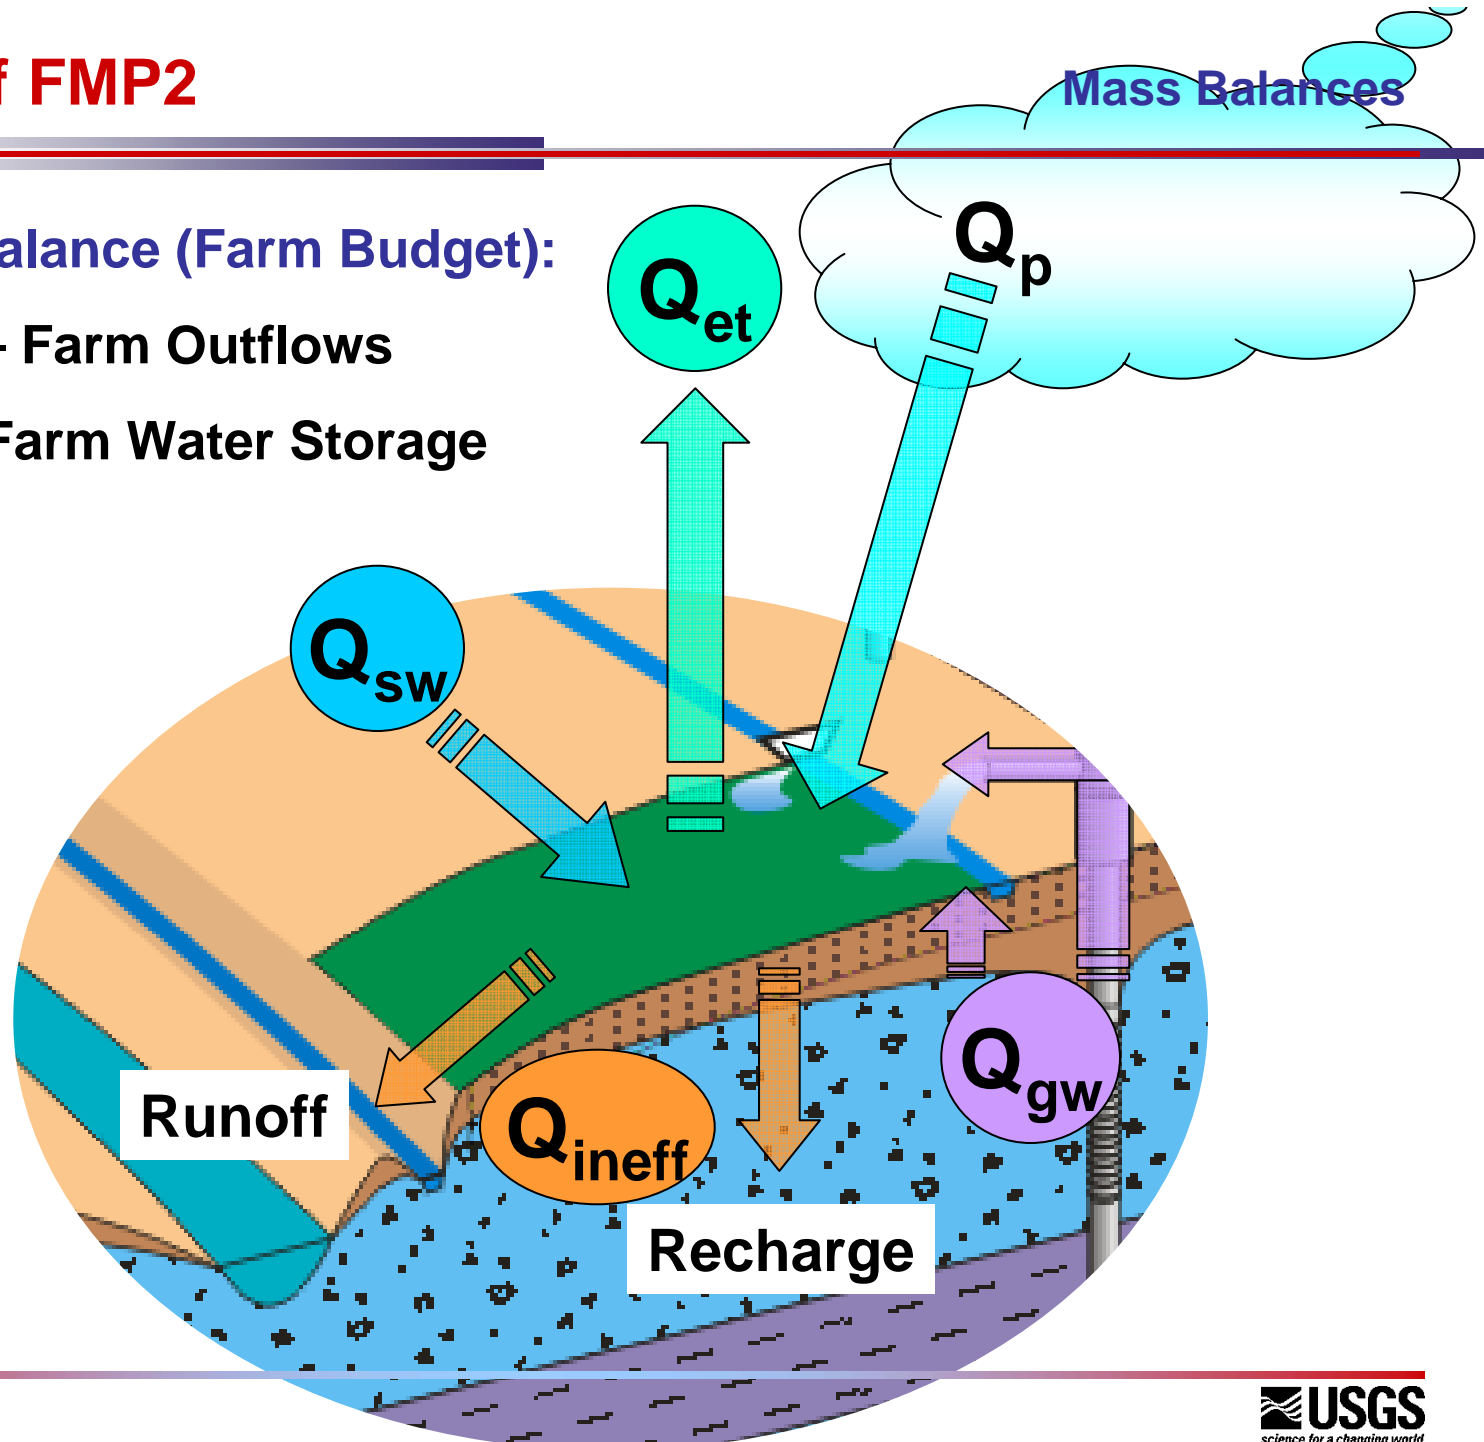 f FMP2
Mass Balances
alance (Farm Budget):
- Farm Outflows
Farm Water Storage
Qp
Qet
Qsw
Qgw
Runoff
Qineff
Recharge
USGS
science for a changing world